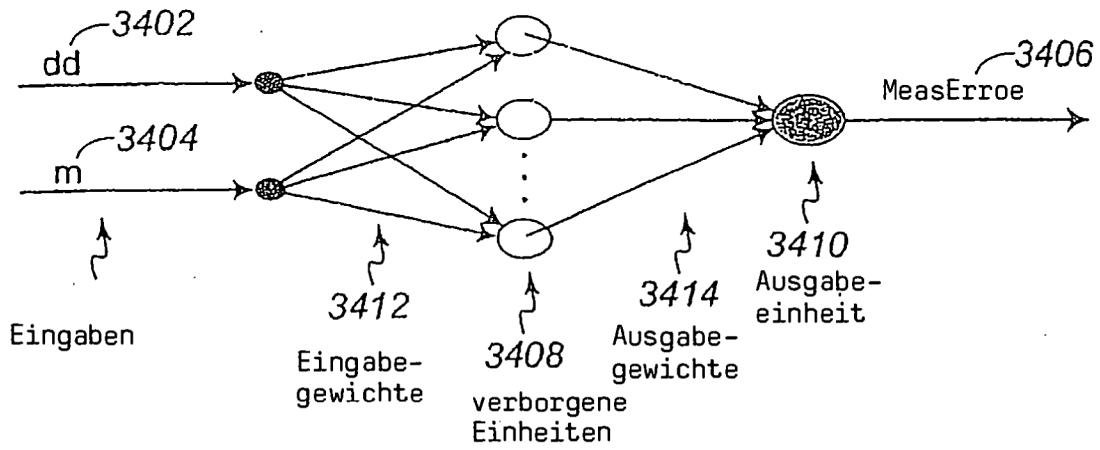 3402
dd
3404
m
Eingaben
3412
Eingabe-
gewichte
3408
verborgene
Einheiten
3414
Ausgabe-
gewichte
3410
Ausgabe-
einheit
3406
MeasErroe